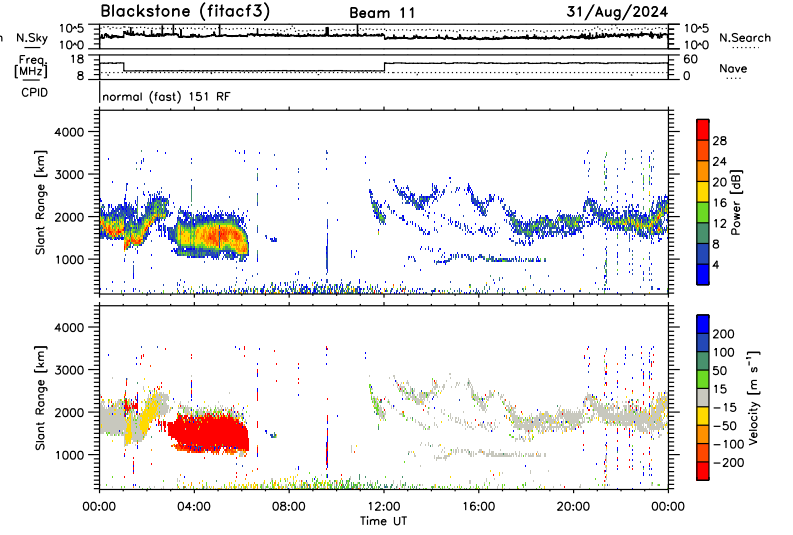 Blackstone (fitacf3) Beam 11 31/Aug/2024
N.Sky 10^5 10^5 N.Search
10^0 10^0
Freq. 18 60
[MHz] 8 0 Nave
CPID
normal (fast) 151 RF
4000
3000
2000
1000
Slant Range [km]
28
24
20
16
12
8
4
Power [dB]
4000
3000
2000
1000
Slant Range [km]
200
100
50
15
-15
-50
-100
-200
Velocity [m s⁻¹]
00:00 04:00 08:00 12:00 16:00 20:00 00:00
Time UT